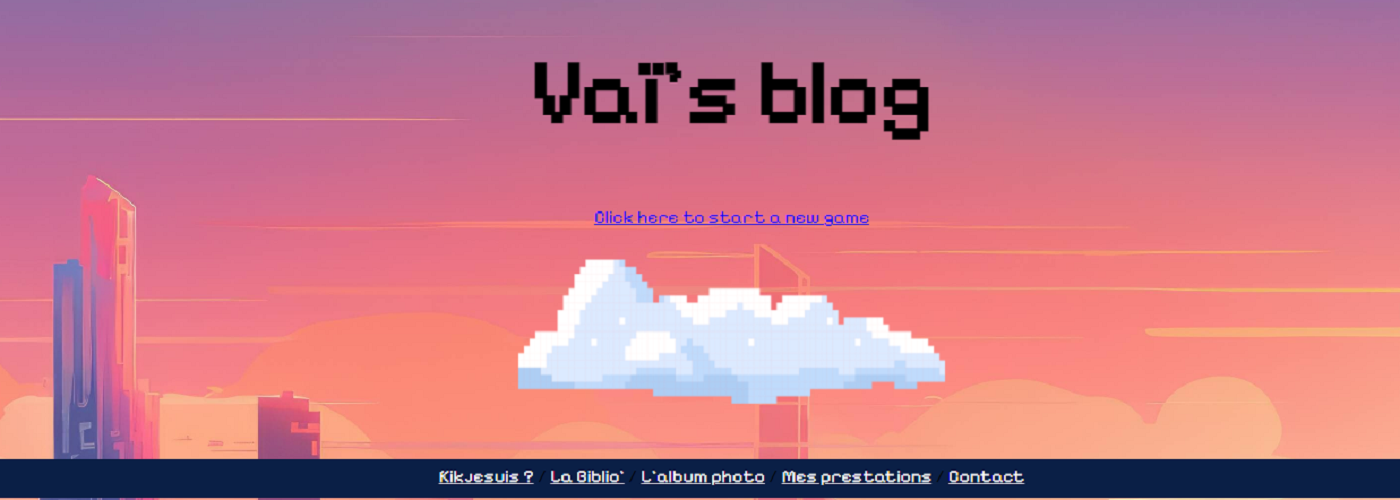 Vaï's blog
Click here to start a new game
Kikjesuis ? / La Biblio' / L'album photo / Mes prestations / Contact